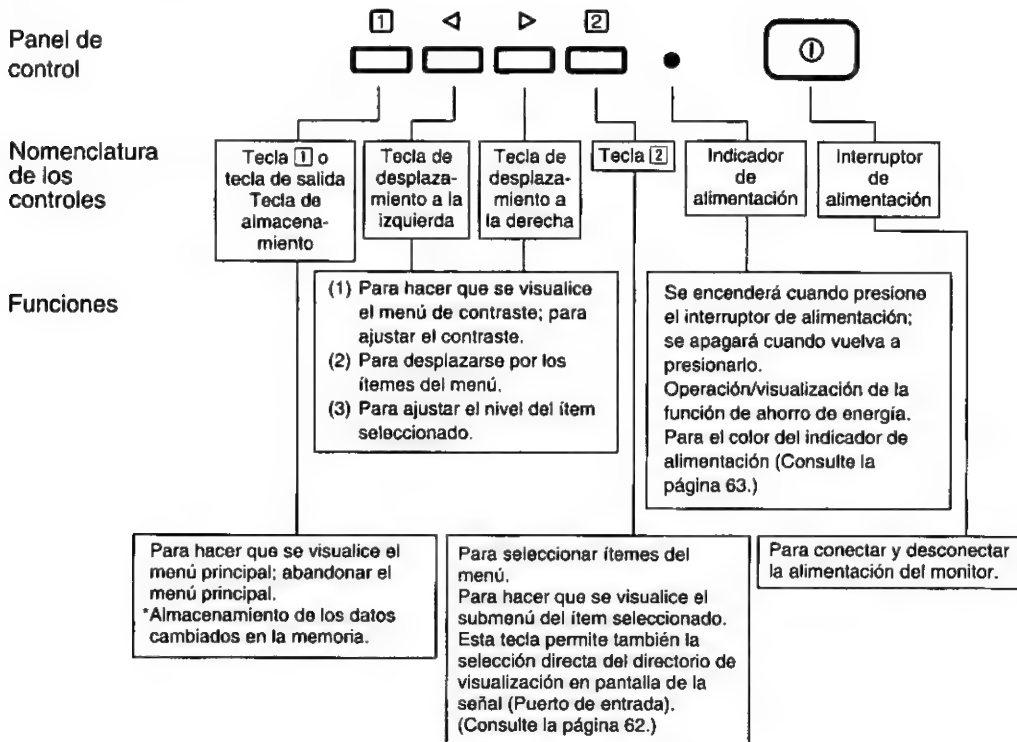 Panel de
control
1 ◁ ▷ 2
Nomenclatura
de los
controles
Tecla 1 o
tecla de salida
Tecla de
almacena-
miento
Tecla de
desplaza-
miento a la
izquierda
Tecla de
desplaza-
miento a
la derecha
Tecla 2
Indicador
de
alimentación
Interruptor
de
alimentación
Funciones
(1) Para hacer que se visualice
el menú de contraste; para
ajustar el contraste.
(2) Para desplazarse por los
ítemes del menú.
(3) Para ajustar el nivel del ítem
seleccionado.
Se encenderá cuando presione
el interruptor de alimentación;
se apagará cuando vuelva a
presionarlo.
Operación/visualización de la
función de ahorro de energía.
Para el color del indicador de
alimentación (Consulte la
página 63.)
Para hacer que se visualice el
menú principal; abandonar el
menú principal.
*Almacenamiento de los datos
cambiados en la memoria.
Para seleccionar ítemes del
menú.
Para hacer que se visualice el
submenú del ítem seleccionado.
Esta tecla permite también la
selección directa del directorio de
visualización en pantalla de la
señal (Puerto de entrada).
(Consulte la página 62.)
Para conectar y desconectar
la alimentación del monitor.